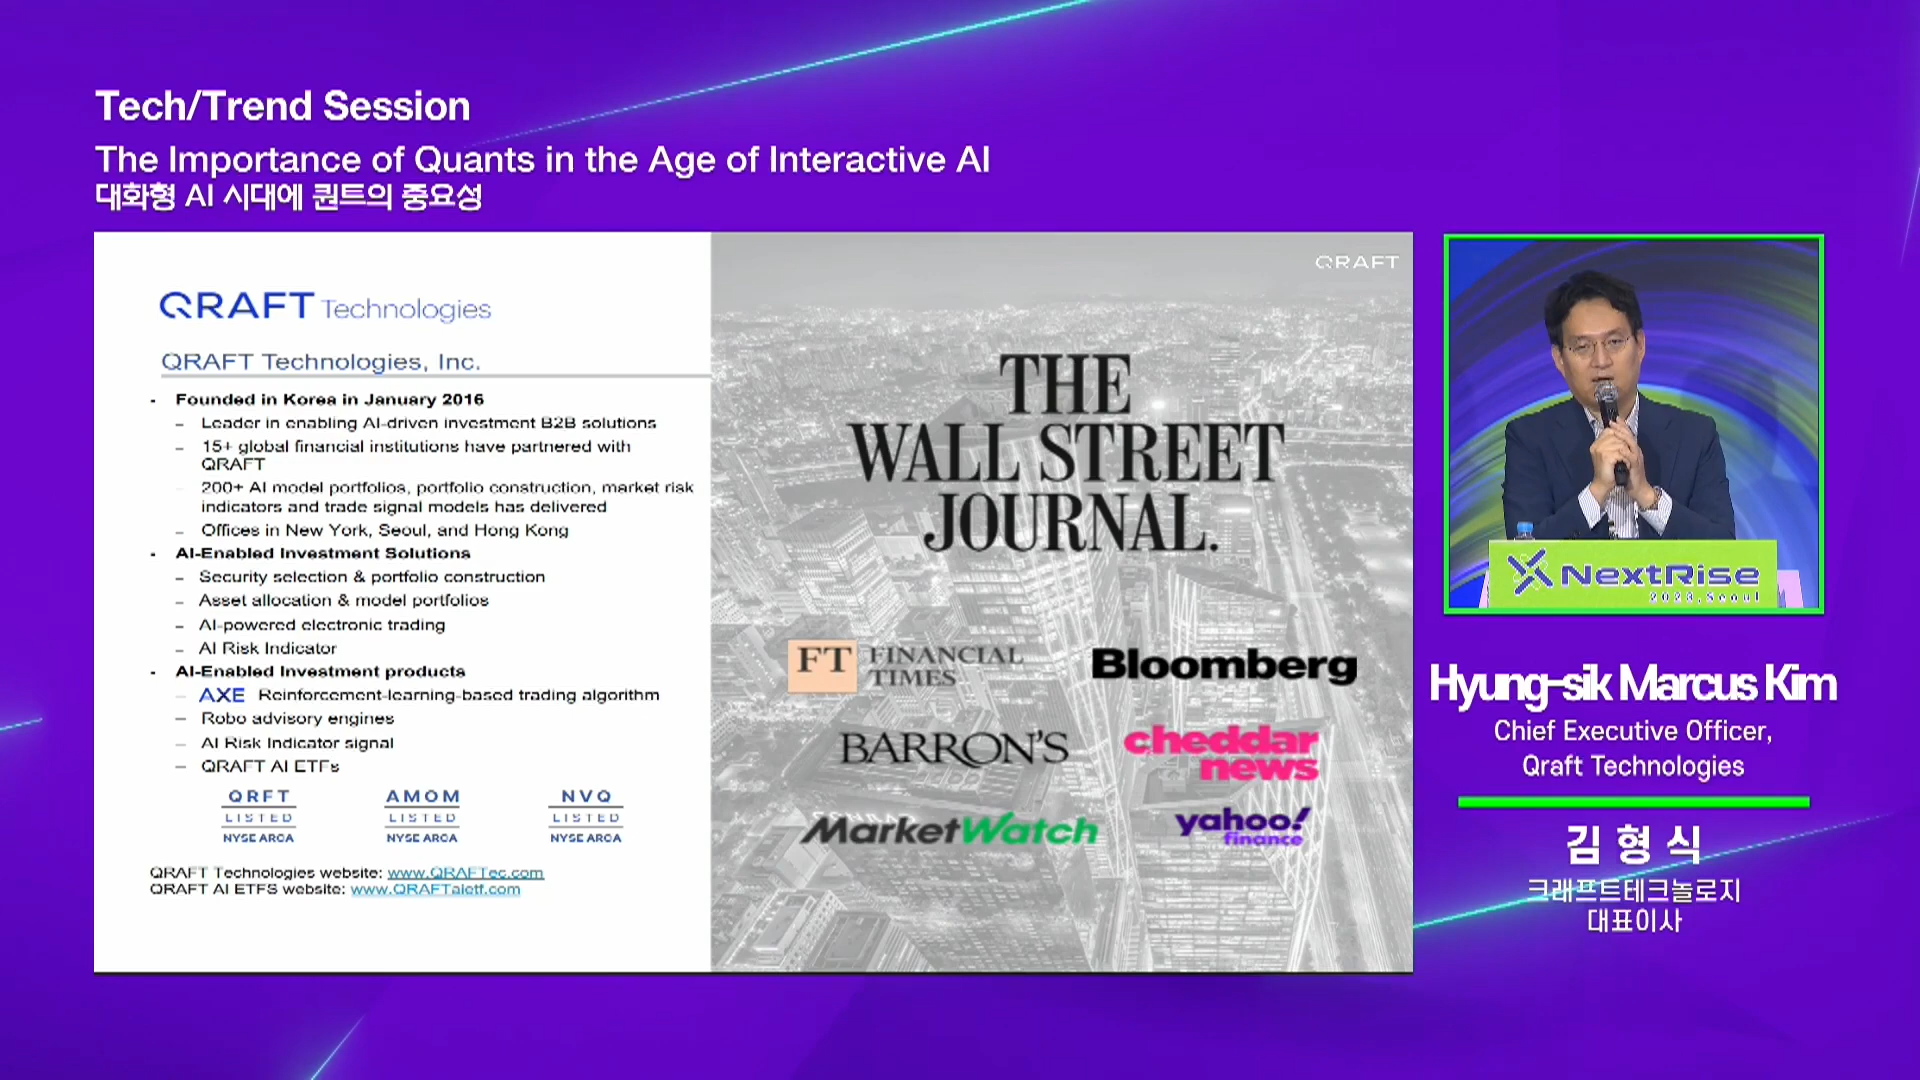 Tech/Trend Session
The Importance of Quants in the Age of Interactive AI
대화형 AI 시대에 퀀트의 중요성
QRAFT Technologies
QRAFT Technologies, Inc.
- Founded in Korea in January 2016
– Leader in enabling AI-driven investment B2B solutions
– 15+ global financial institutions have partnered with
QRAFT
– 200+ AI model portfolios, portfolio construction, market risk
indicators and trade signal models has delivered
– Offices in New York, Seoul, and Hong Kong
- AI-Enabled Investment Solutions
– Security selection & portfolio construction
– Asset allocation & model portfolios
– AI-powered electronic trading
– AI Risk Indicator
- AI-Enabled Investment products
– AXE Reinforcement-learning-based trading algorithm
– Robo advisory engines
– AI Risk Indicator signal
– QRAFT AI ETFs
QRFT
LISTED
NYSE ARCA
AMOM
LISTED
NYSE ARCA
NVQ
LISTED
NYSE ARCA
QRAFT Technologies website: www.QRAFTec.com
QRAFT AI ETFS website: www.QRAFTaietf.com
QRAFT
THE
WALL STREET
JOURNAL.
FT FINANCIAL
TIMES
Bloomberg
BARRON'S
cheddar
news
MarketWatch
yahoo!
finance
NextRise
2023, Seoul
Hyung-sik Marcus Kim
Chief Executive Officer,
Qraft Technologies
김 형 식
크래프트테크놀로지
대표이사